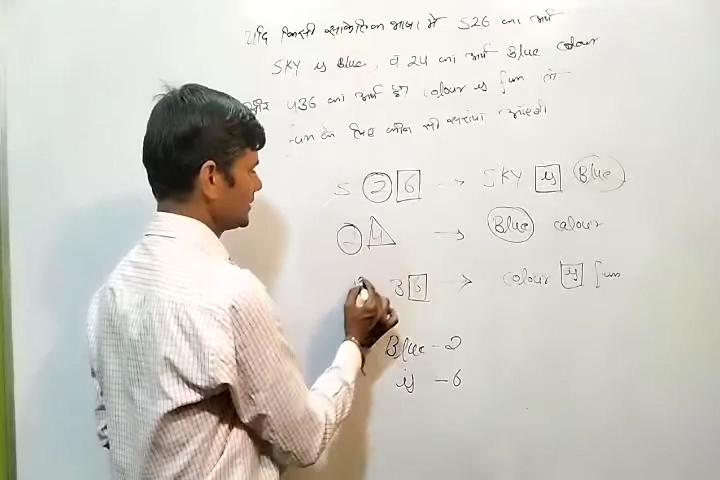 यदि किसी सांकेतिक भाषा में 526 का अर्थ
SKY is Blue, व 24 का अर्थ Blue colour
और 436 का अर्थ है colour is fun तो
fun के लिए कौन सी संख्या आएगी
5 2 6 → SKY is Blue
2 4 → Blue colour
3 6 → colour is fun
Blue - 2
is - 6